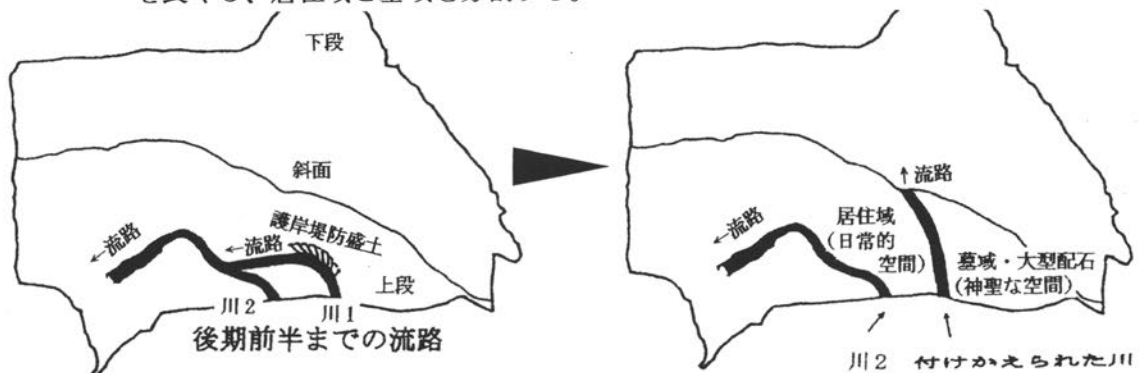 下段
斜面
護岸堤防盛土
←流路
←流路
上段
川2
川1
後期前半までの流路
↑流路
←流路
居住域
(日常的
空間)
墓域・大型配石
(神聖な空間)
川2 付けかえられた川